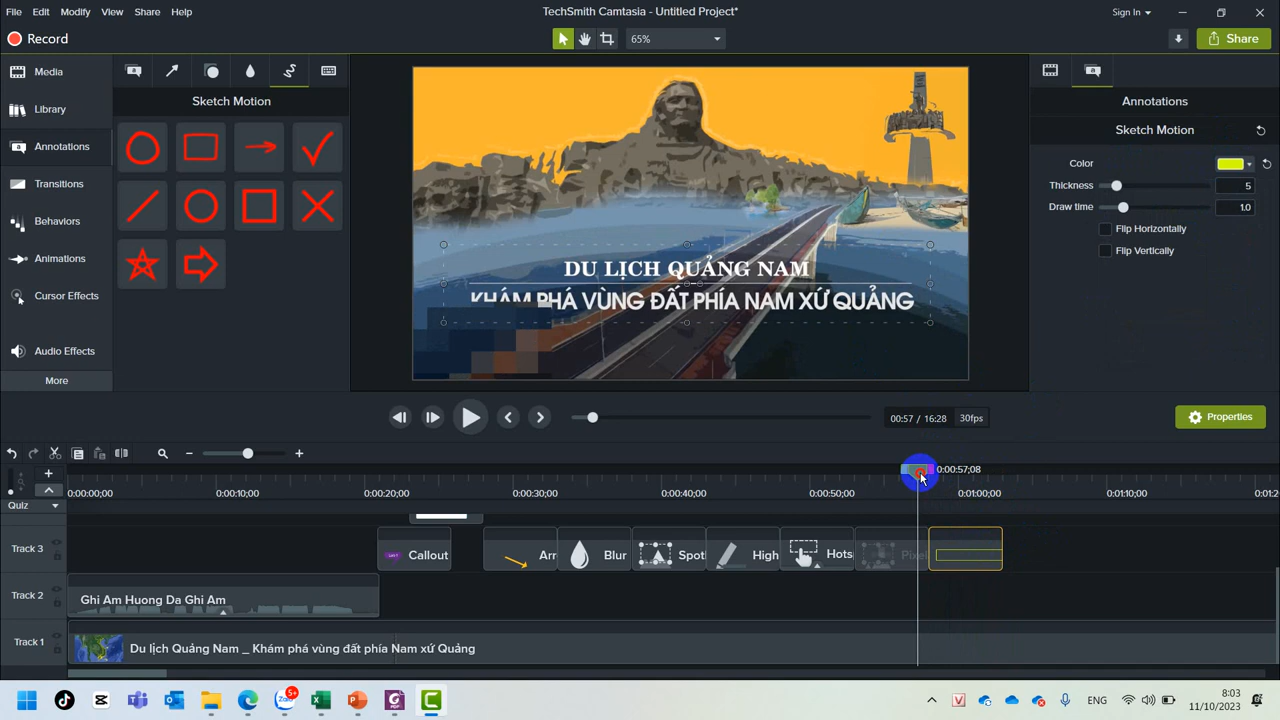 File Edit Modify View Share Help
TechSmith Camtasia - Untitled Project*
Sign In
Record
65%
Share
Media
Library
Annotations
Transitions
Behaviors
Animations
Cursor Effects
Audio Effects
More
Sketch Motion
DU LỊCH QUẢNG NAM
KHÁM PHÁ VÙNG ĐẤT PHÍA NAM XỨ QUẢNG
Annotations
Sketch Motion
Color
Thickness 5
Draw time 1.0
Flip Horizontally
Flip Vertically
00:57 / 16:28 30fps
Properties
0:00:57;08
Quiz
0:00:00;00 0:00:10;00 0:00:20;00 0:00:30;00 0:00:40;00 0:00:50;00 0:01:00;00 0:01:10;00 0:01:2
Track 3
Callout Arr Blur Spot High Hots Pixel
Track 2
Ghi Am Huong Da Ghi Am
Track 1
Du lịch Quảng Nam _ Khám phá vùng đất phía Nam xứ Quảng
5+
ENG
8:03
11/10/2023